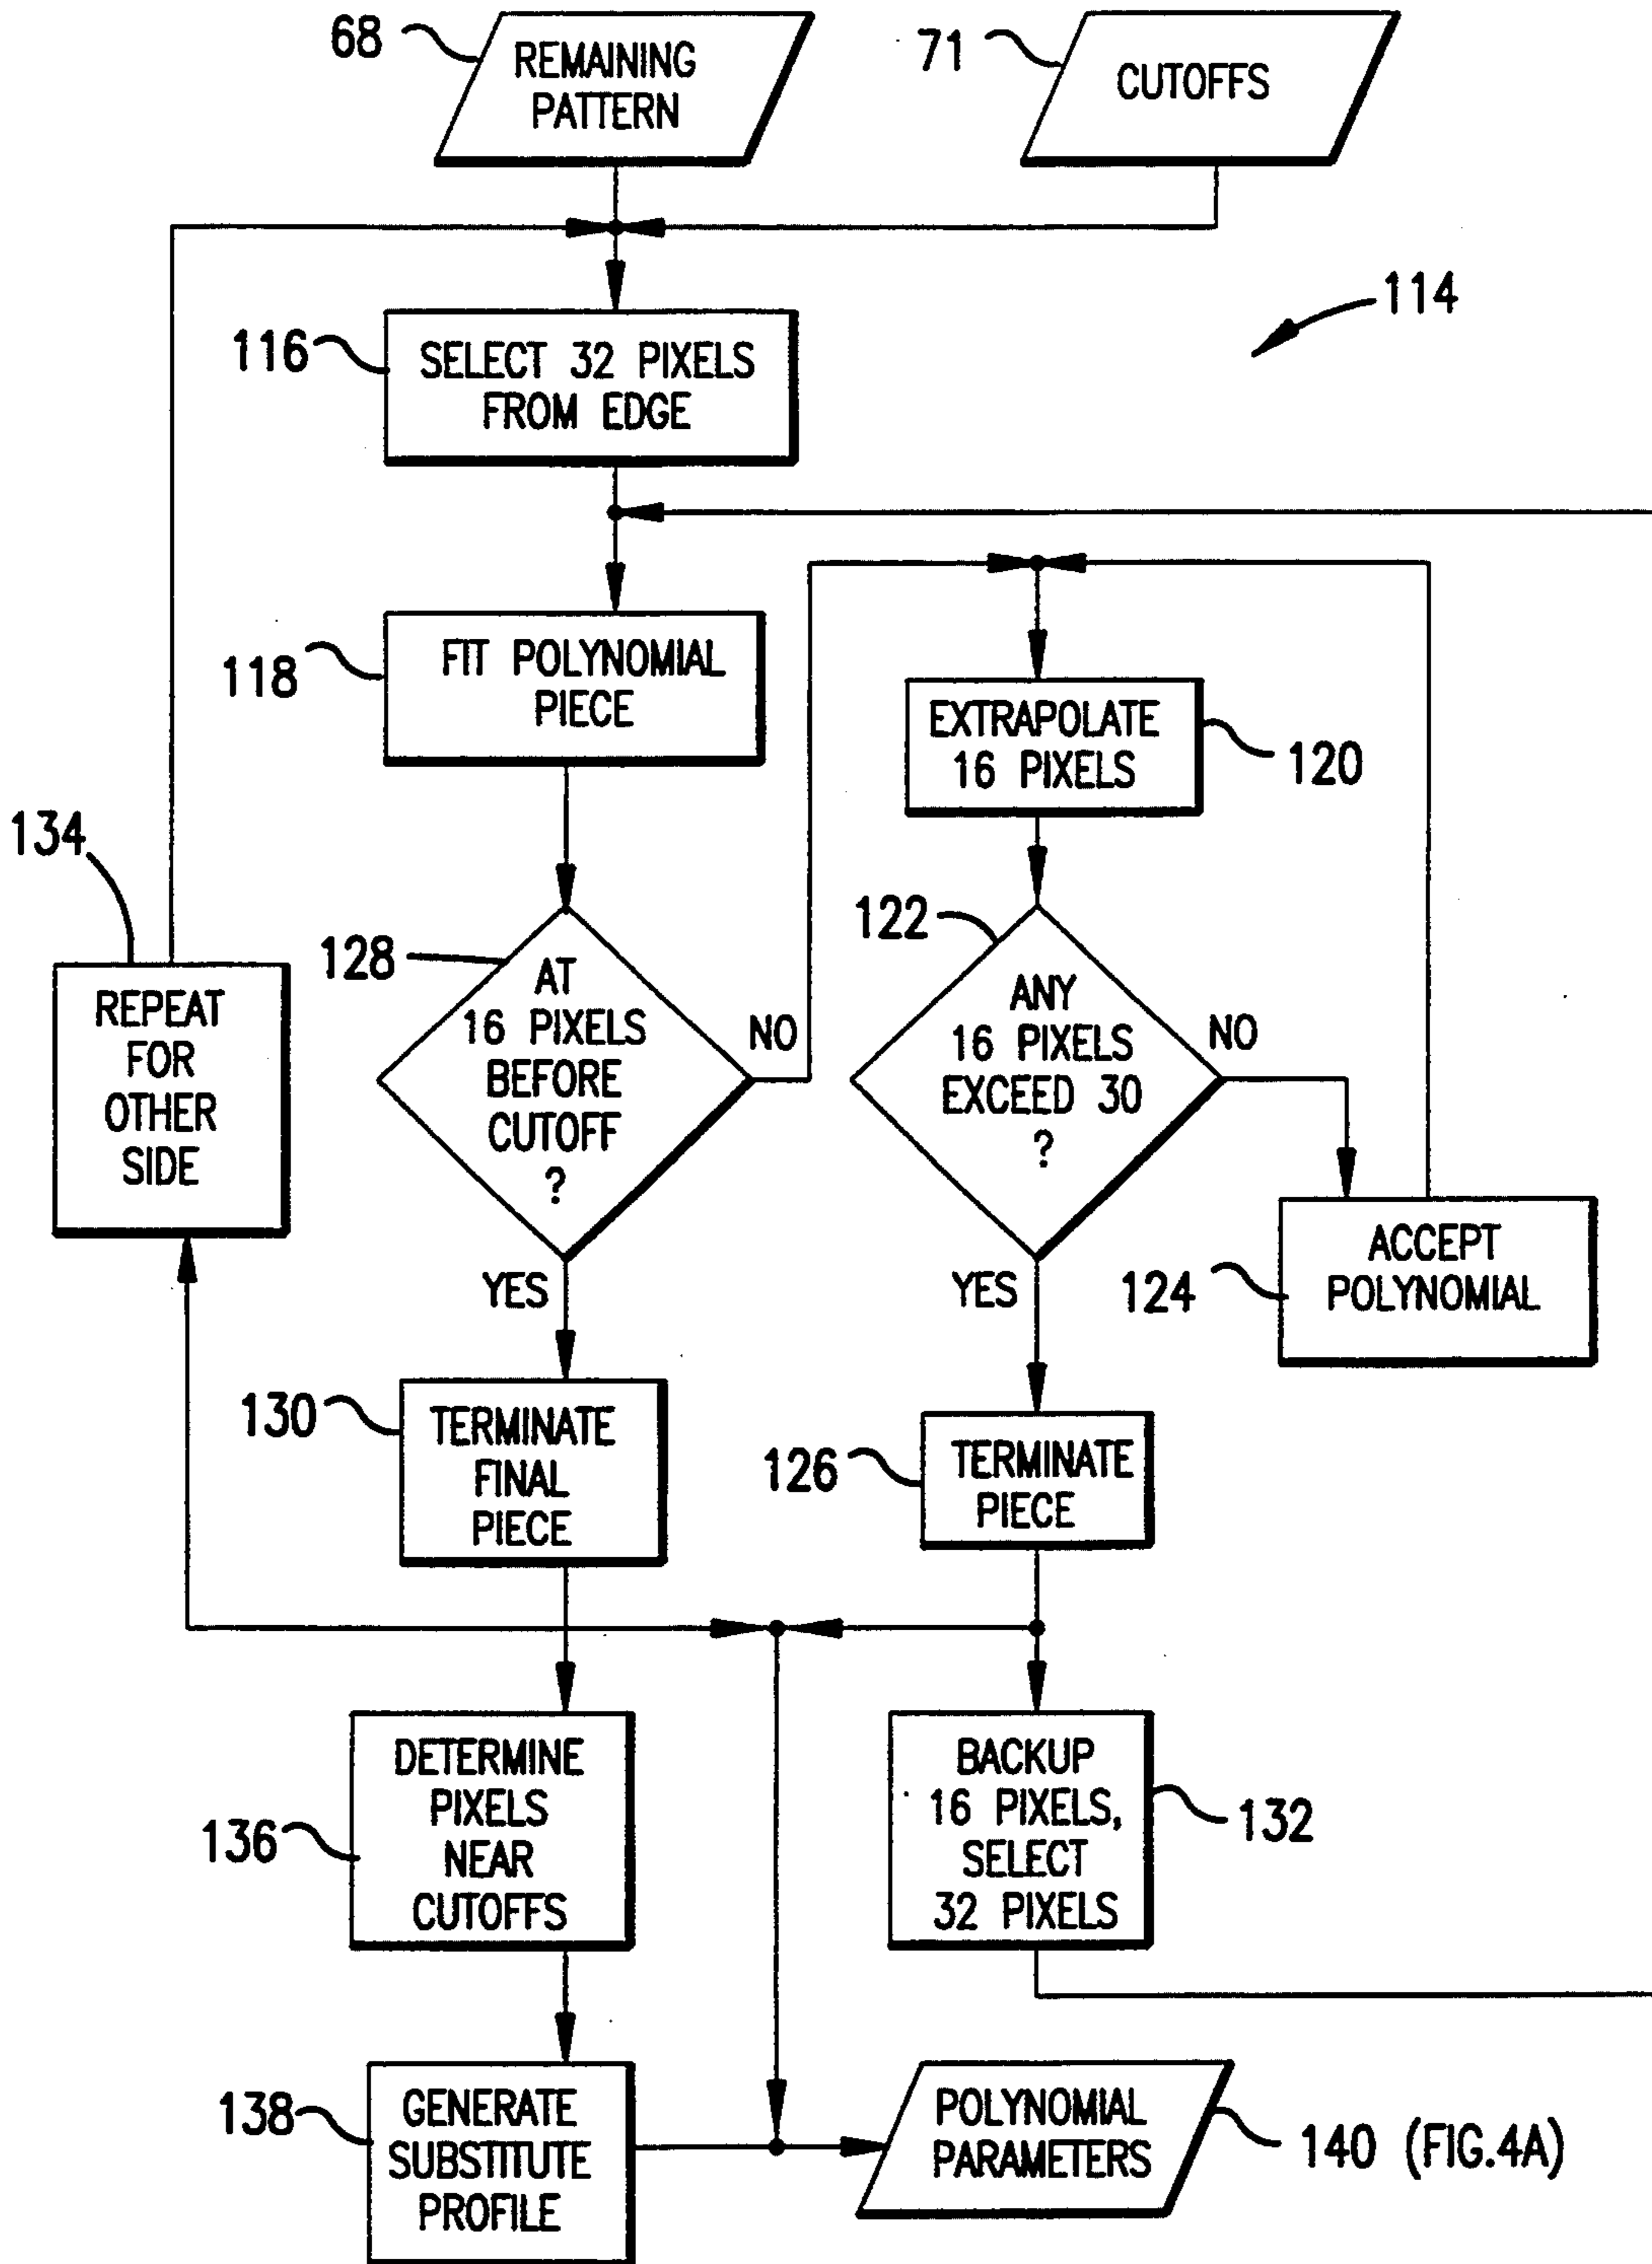 68
REMAINING
PATTERN
71
CUTOFFS
114
116
SELECT 32 PIXELS
FROM EDGE
118
FIT POLYNOMIAL
PIECE
EXTRAPOLATE
16 PIXELS
120
134
REPEAT
FOR
OTHER
SIDE
128
AT
16 PIXELS
BEFORE
CUTOFF
?
NO
YES
122
ANY
16 PIXELS
EXCEED 30
?
NO
YES
124
ACCEPT
POLYNOMIAL
130
TERMINATE
FINAL
PIECE
126
TERMINATE
PIECE
136
DETERMINE
PIXELS
NEAR
CUTOFFS
BACKUP
16 PIXELS,
SELECT
32 PIXELS
132
138
GENERATE
SUBSTITUTE
PROFILE
POLYNOMIAL
PARAMETERS
140 (FIG.4A)